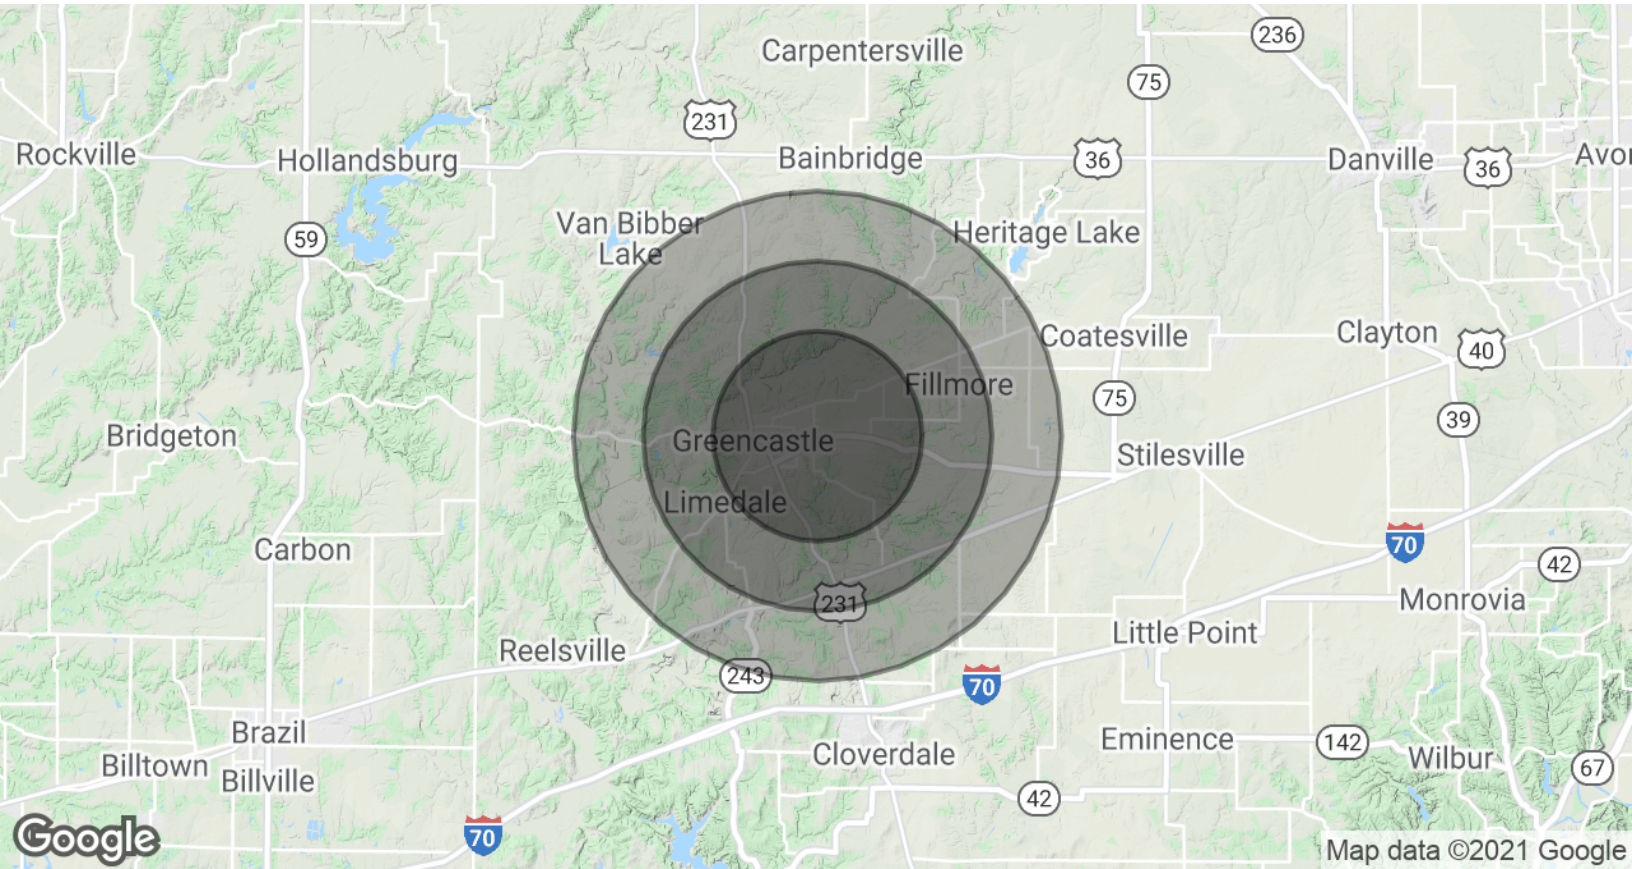 236
Carpentersville
75
231
Rockville
Hollandsburg
Bainbridge
36
Danville
36
Avon
Van Bibber
Lake
59
Heritage Lake
Coatesville
Clayton
40
Fillmore
75
39
Bridgeton
Greencastle
Stilesville
Limedale
Carbon
70
42
231
Monrovia
Little Point
Reelsville
243
70
Brazil
Cloverdale
Eminence
142
Wilbur
Billtown
Billville
67
42
Google
70
Map data ©2021 Google